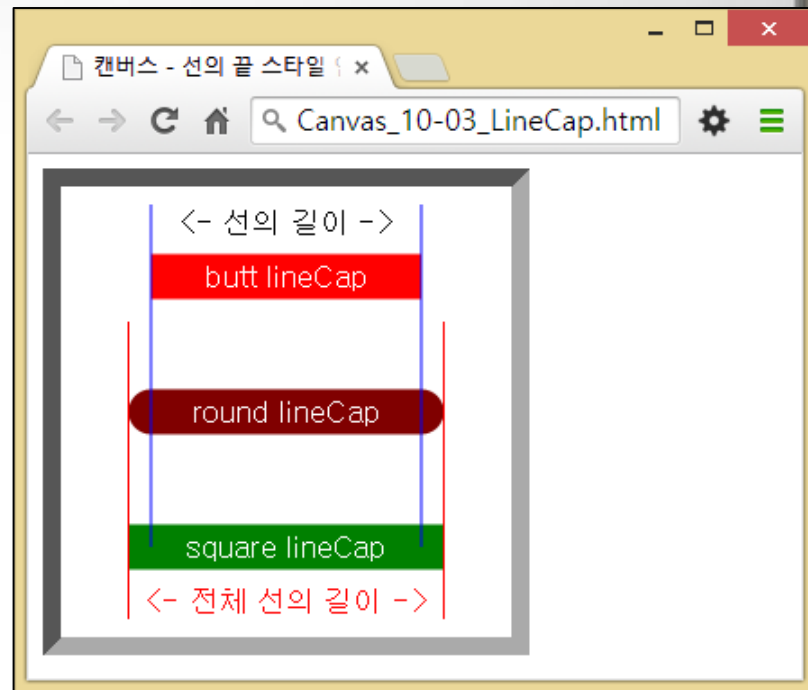 캔버스 - 선의 끝 스타일
Canvas_10-03_LineCap.html
<- 선의 길이 ->
butt lineCap
round lineCap
square lineCap
<- 전체 선의 길이 ->